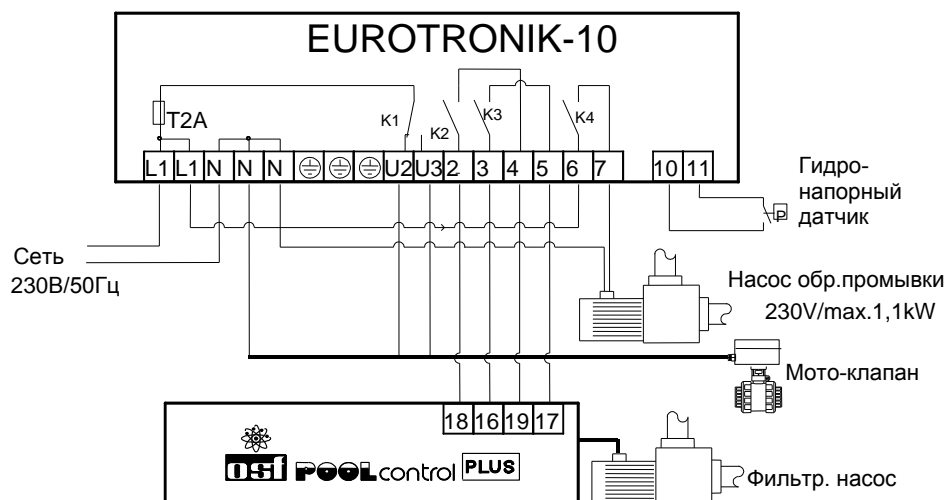 EUROTRONIK-10
T2A
K1
K2
K3
K4
L1 L1 N N N U2 U3 2 3 4 5 6 7 10 11
Гидро-
напорный
датчик
P
Сеть
230В/50Гц
Насос обр.промывки
230V/max.1,1kW
Мото-клапан
18 16 19 17
osf POOL control PLUS
Фильтр. насос